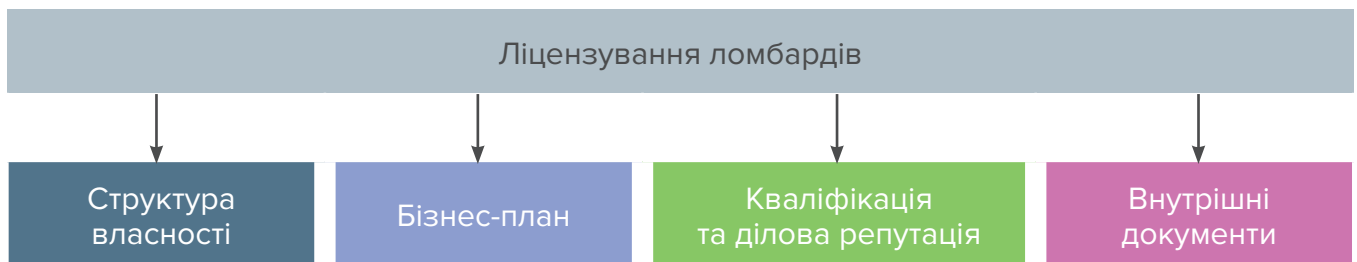 Ліцензування ломбардів
Структура
власності
Бізнес-план
Кваліфікація
та ділова репутація
Внутрішні
документи